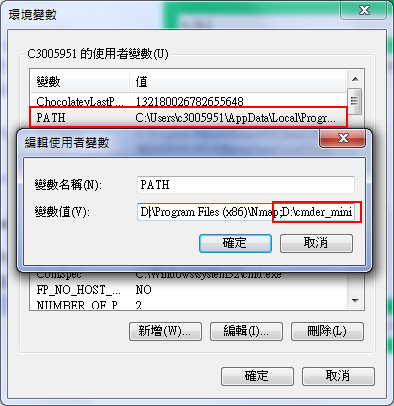 環境變數
C3005951 的使用者變數(U)
變數 值
ChocolateyLastP... 132180026782655648
PATH C:\Users\c3005951\AppData\Local\Progr...
編輯使用者變數
變數名稱(N): PATH
變數值(V): D:\Program Files (x86)\Nmap;D:\cmder_mini
確定 取消
ComSpec C:\Windows\system32\cmd.exe
FP_NO_HOST_... NO
NUMBER_OF_P... 2
新增(W)... 編輯(I)... 刪除(L)
確定 取消